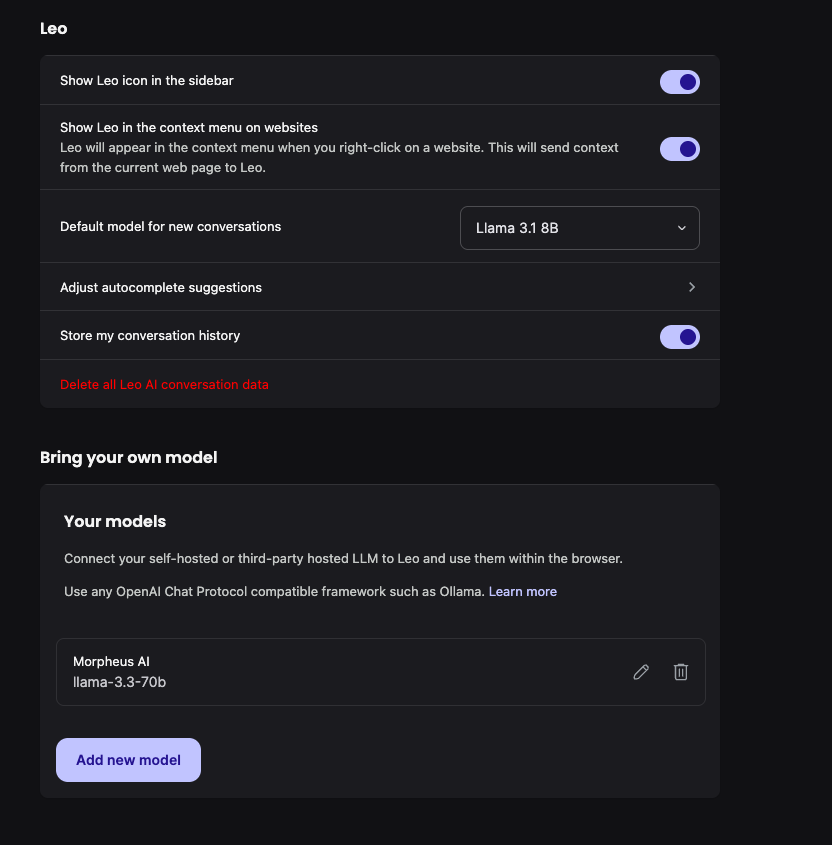 Leo
Show Leo icon in the sidebar
Show Leo in the context menu on websites
Leo will appear in the context menu when you right-click on a website. This will send context
from the current web page to Leo.
Default model for new conversations
Llama 3.1 8B
Adjust autocomplete suggestions
Store my conversation history
Delete all Leo AI conversation data
Bring your own model
Your models
Connect your self-hosted or third-party hosted LLM to Leo and use them within the browser.
Use any OpenAI Chat Protocol compatible framework such as Ollama. Learn more
Morpheus AI
llama-3.3-70b
Add new model